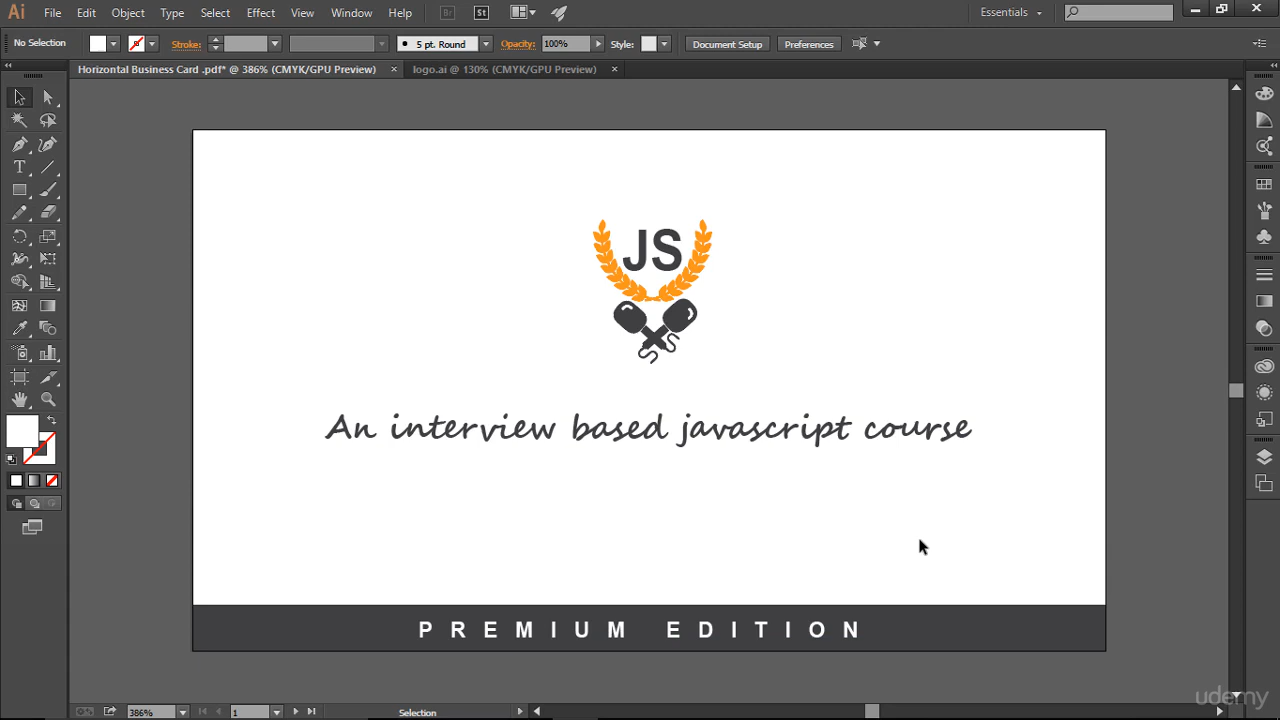 Ai File Edit Object Type Select Effect View Window Help Br St Essentials
No Selection Stroke: 5 pt. Round Opacity: 100% Style: Document Setup Preferences
Horizontal Business Card .pdf* @ 386% (CMYK/GPU Preview) × logo.ai @ 130% (CMYK/GPU Preview) ×
JS
An interview based javascript course
PREMIUM EDITION
udemy
386% 1 Selection